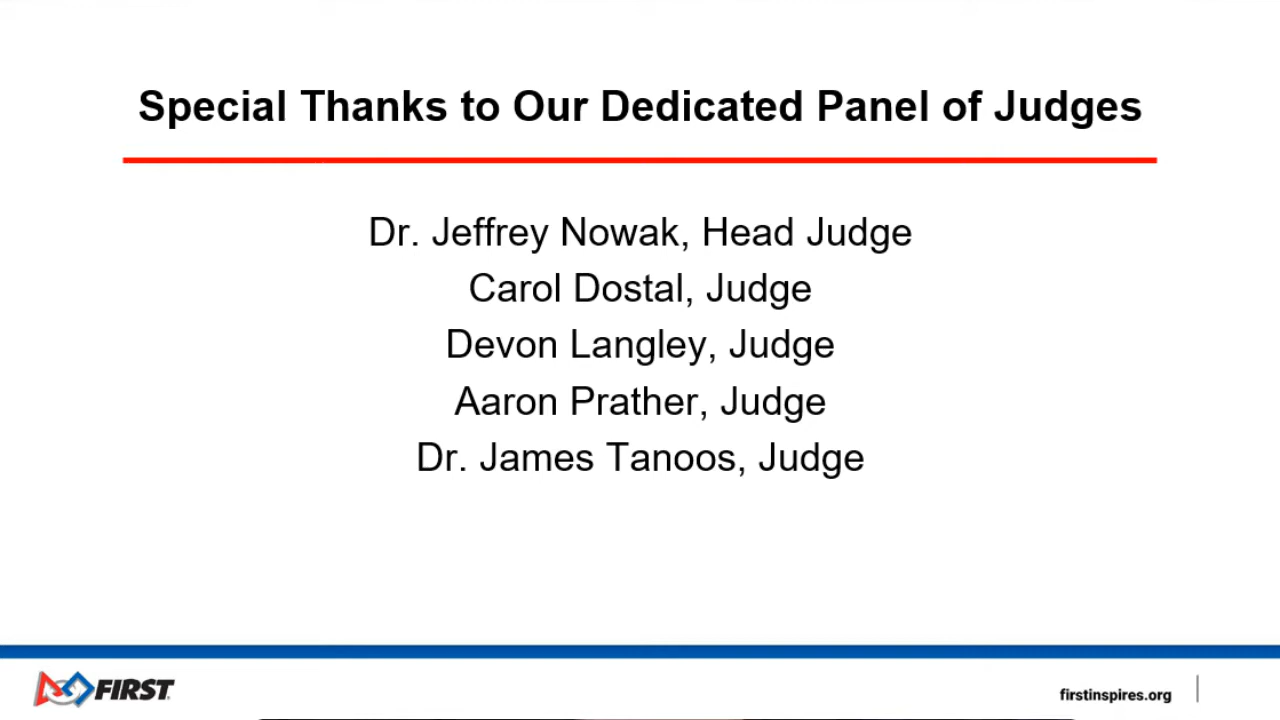 Special Thanks to Our Dedicated Panel of Judges
Dr. Jeffrey Nowak, Head Judge
Carol Dostal, Judge
Devon Langley, Judge
Aaron Prather, Judge
Dr. James Tanoos, Judge
FIRST
firstinspires.org